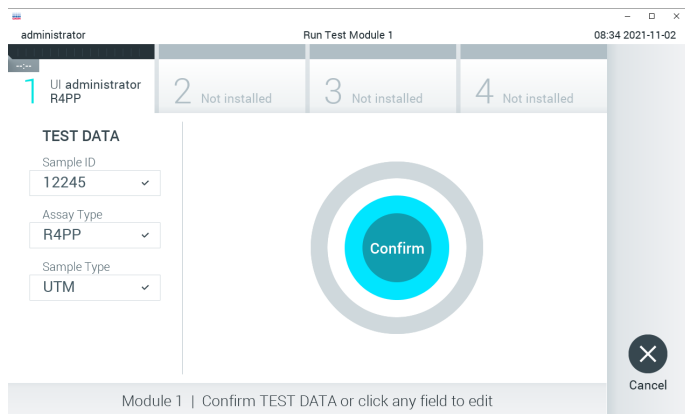 administrator
Run Test Module 1
08:34 2021-11-02
--:--
1
UI administrator
R4PP
2 Not installed
3 Not installed
4 Not installed
TEST DATA
Sample ID
12245
Assay Type
R4PP
Sample Type
UTM
Confirm
Cancel
Module 1 | Confirm TEST DATA or click any field to edit